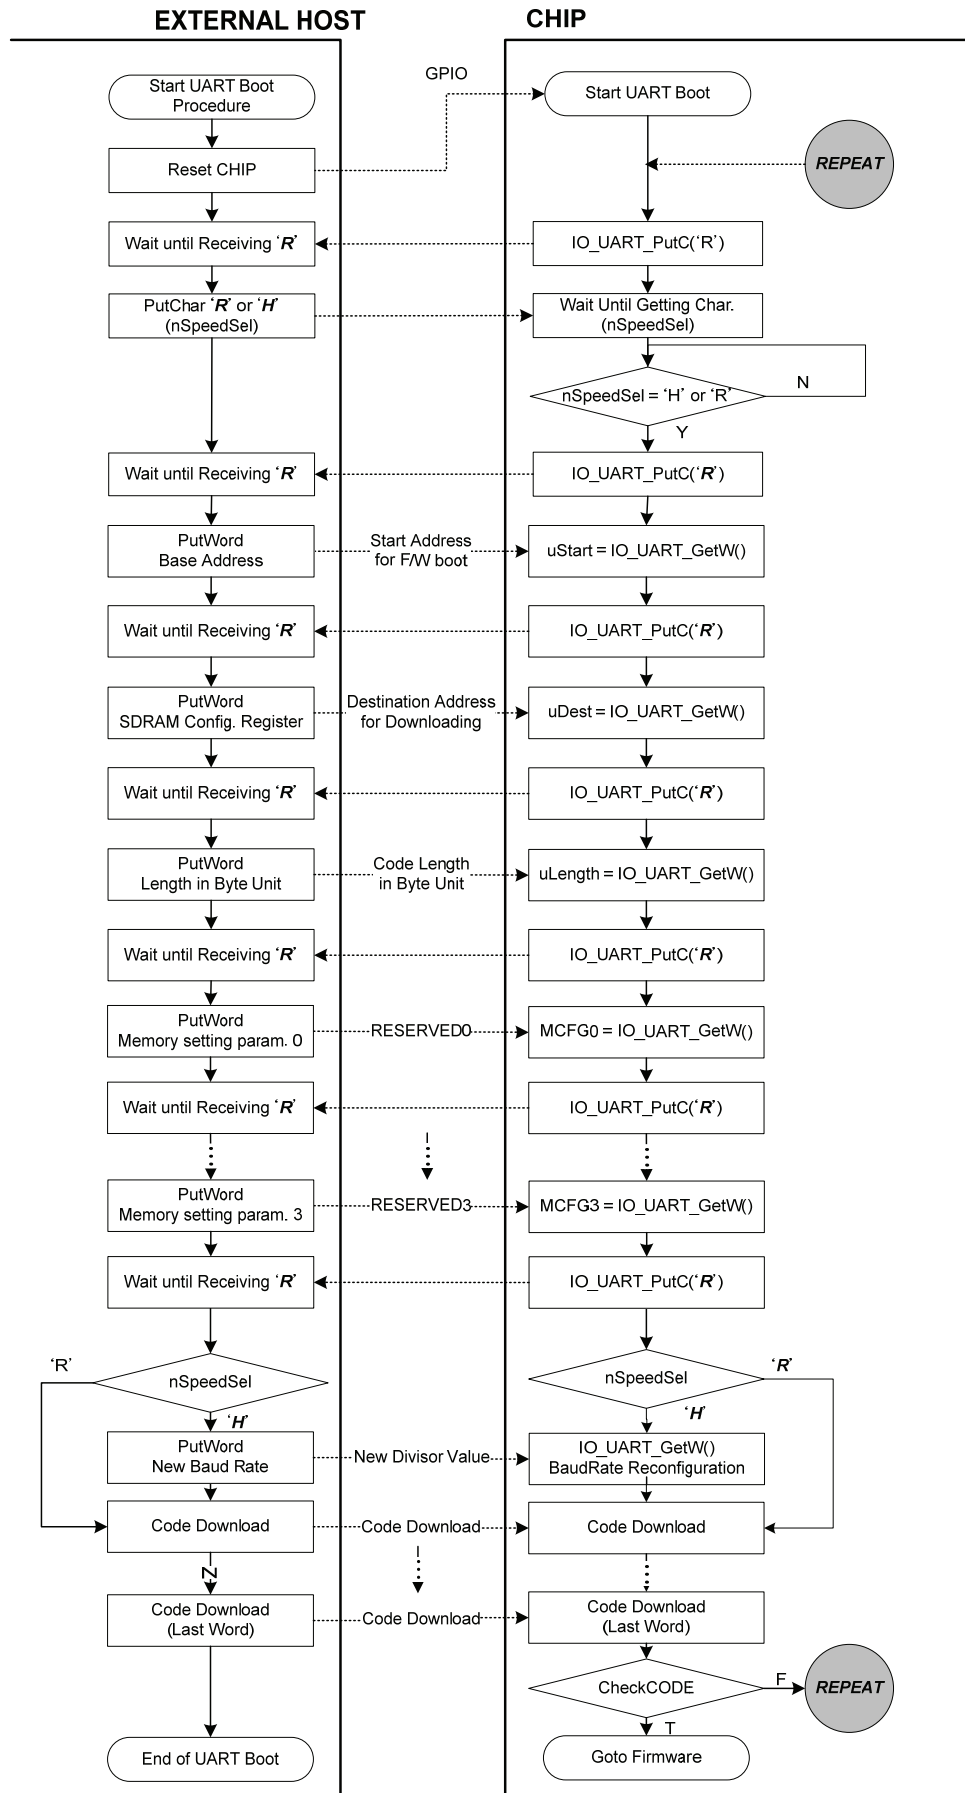 EXTERNAL HOST
CHIP
Start UART Boot
Procedure
GPIO
Start UART Boot
Reset CHIP
REPEAT
Wait until Receiving ‘R’
IO_UART_PutC(‘R’)
PutChar ‘R’ or ‘H’
(nSpeedSel)
Wait Until Getting Char.
(nSpeedSel)
nSpeedSel = ‘H’ or ‘R’
N
Y
Wait until Receiving ‘R’
IO_UART_PutC(‘R’)
PutWord
Base Address
Start Address
for F/W boot
uStart = IO_UART_GetW()
Wait until Receiving ‘R’
IO_UART_PutC(‘R’)
PutWord
SDRAM Config. Register
Destination Address
for Downloading
uDest = IO_UART_GetW()
Wait until Receiving ‘R’
IO_UART_PutC(‘R’)
PutWord
Length in Byte Unit
Code Length
in Byte Unit
uLength = IO_UART_GetW()
Wait until Receiving ‘R’
IO_UART_PutC(‘R’)
PutWord
Memory setting param. 0
RESERVED0
MCFG0 = IO_UART_GetW()
Wait until Receiving ‘R’
IO_UART_PutC(‘R’)
PutWord
Memory setting param. 3
RESERVED3
MCFG3 = IO_UART_GetW()
Wait until Receiving ‘R’
IO_UART_PutC(‘R’)
‘R’
nSpeedSel
‘H’
nSpeedSel
‘R’
‘H’
PutWord
New Baud Rate
New Divisor Value
IO_UART_GetW()
BaudRate Reconfiguration
Code Download
Code Download
Code Download
Code Download
(Last Word)
Code Download
Code Download
(Last Word)
CheckCODE
F
REPEAT
T
End of UART Boot
Goto Firmware